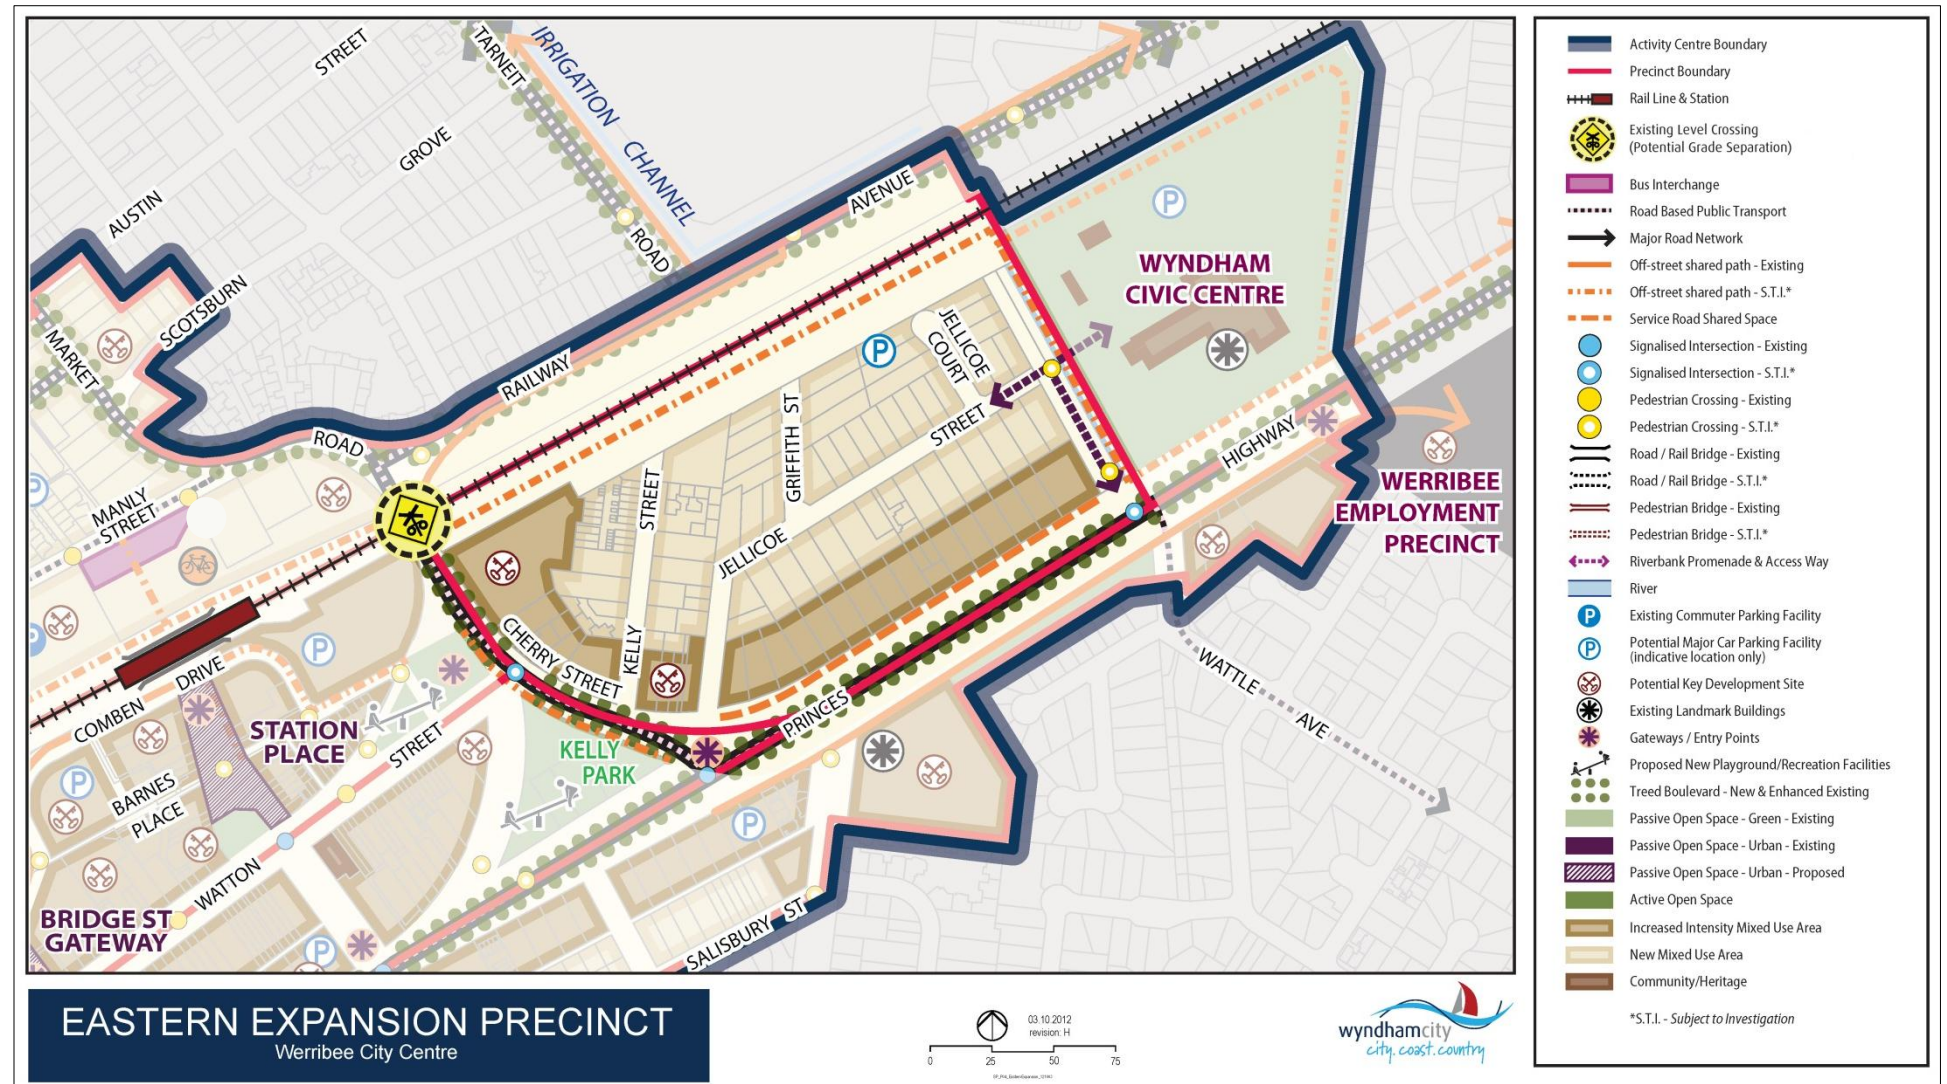 STREET
TARNEIT
IRRIGATION
CHANNEL
GROVE
AVENUE
AUSTIN
ROAD
SCOTSBURN
WYNDHAM
CIVIC CENTRE
P
P
JELLICOE
COURT
MARKET
RAILWAY
GRIFFITH ST
STREET
HIGHWAY
ROAD
STREET
WERRIBEE
EMPLOYMENT
PRECINCT
P
MANLY
STREET
JELLICOE
KELLY
CHERRY STREET
P
P
DRIVE
COMBEN
WATTLE
AVE
STATION
PLACE
STREET
PRINCES
KELLY
PARK
P
BARNES
PLACE
P
WATTON
BRIDGE ST
GATEWAY
P
SALISBURY ST
Activity Centre Boundary
Precinct Boundary
Rail Line & Station
Existing Level Crossing
(Potential Grade Separation)
Bus Interchange
Road Based Public Transport
Major Road Network
Off-street shared path - Existing
Off-street shared path - S.T.I.*
Service Road Shared Space
Signalised Intersection - Existing
Signalised Intersection - S.T.I.*
Pedestrian Crossing - Existing
Pedestrian Crossing - S.T.I.*
Road / Rail Bridge - Existing
Road / Rail Bridge - S.T.I.*
Pedestrian Bridge - Existing
Pedestrian Bridge - S.T.I.*
Riverbank Promenade & Access Way
River
P Existing Commuter Parking Facility
P Potential Major Car Parking Facility
(indicative location only)
Potential Key Development Site
Existing Landmark Buildings
Gateways / Entry Points
Proposed New Playground/Recreation Facilities
Treed Boulevard - New & Enhanced Existing
Passive Open Space - Green - Existing
Passive Open Space - Urban - Existing
Passive Open Space - Urban - Proposed
Active Open Space
Increased Intensity Mixed Use Area
New Mixed Use Area
Community/Heritage
*S.T.I. - Subject to Investigation
EASTERN EXPANSION PRECINCT
Werribee City Centre
03.10.2012
revision: H
0 25 50 75
wyndhamcity
city. coast. country